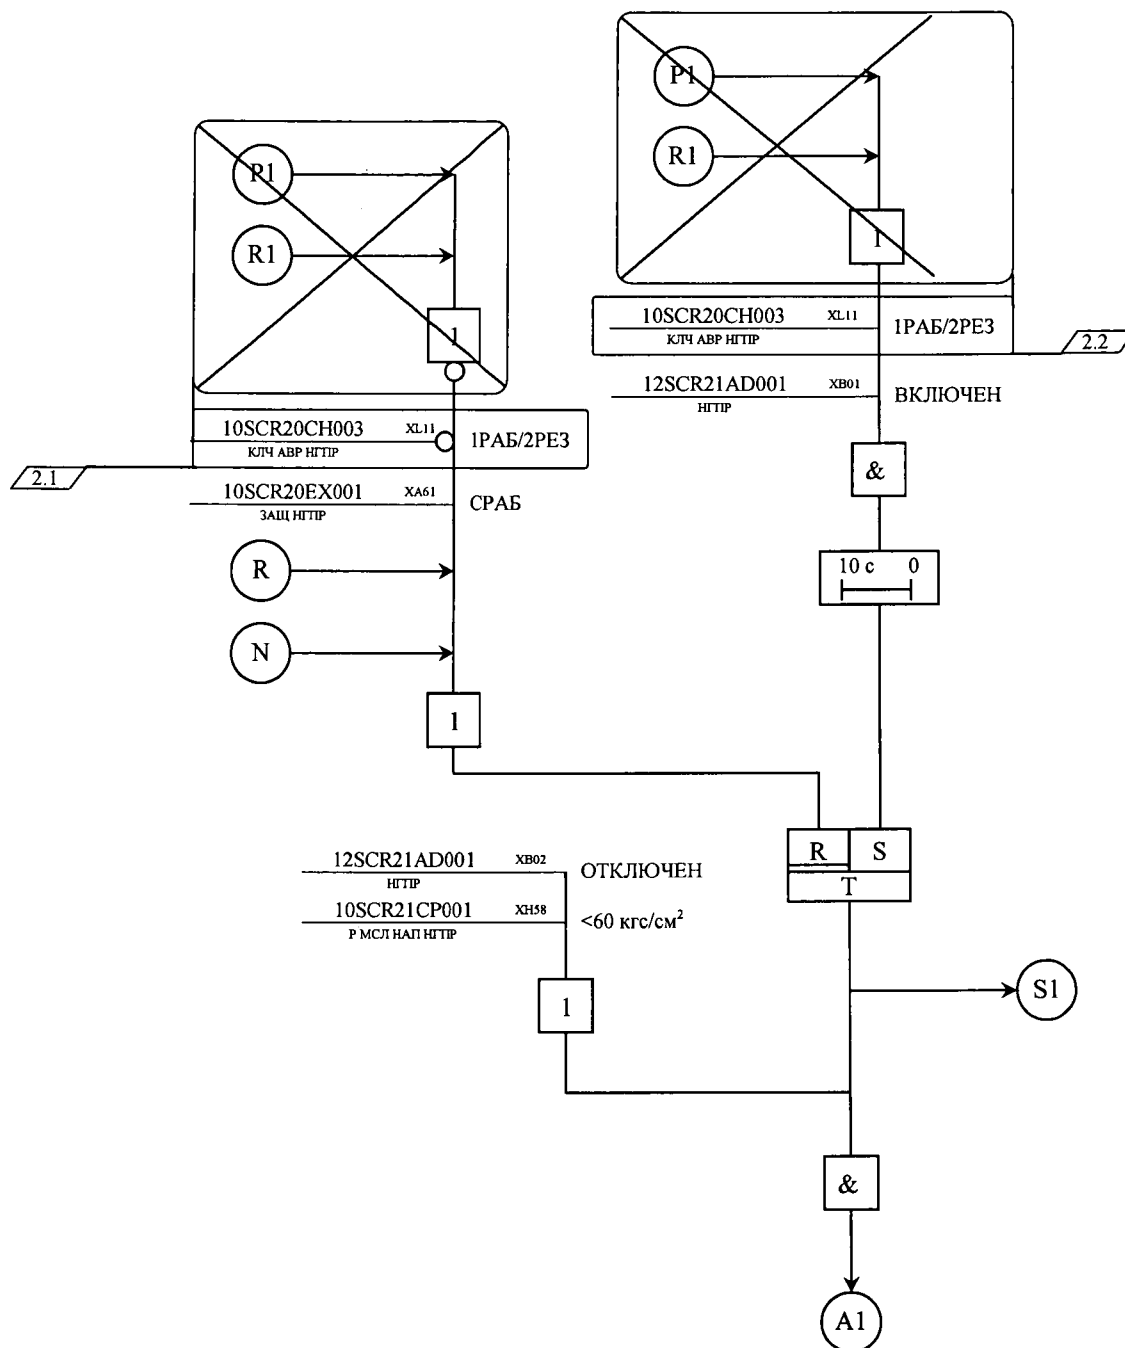 P1
R1
1
10SCR20CH003 XL11 1РАБ/2РЕЗ
КЛЧ АВР НГПР
2.2
12SCR21AD001 XB01 ВКЛЮЧЕН
НГПР
&
10 с 0
P1
R1
1
10SCR20CH003 XL11 1РАБ/2РЕЗ
КЛЧ АВР НГПР
2.1
10SCR20EX001 XA61 СРАБ
ЗАЩ НГПР
R
N
1
R S
T
12SCR21AD001 XB02 ОТКЛЮЧЕН
НГПР
10SCR21CP001 XH58 <60 кгс/см²
Р МСЛ НАП НГПР
1
S1
&
A1